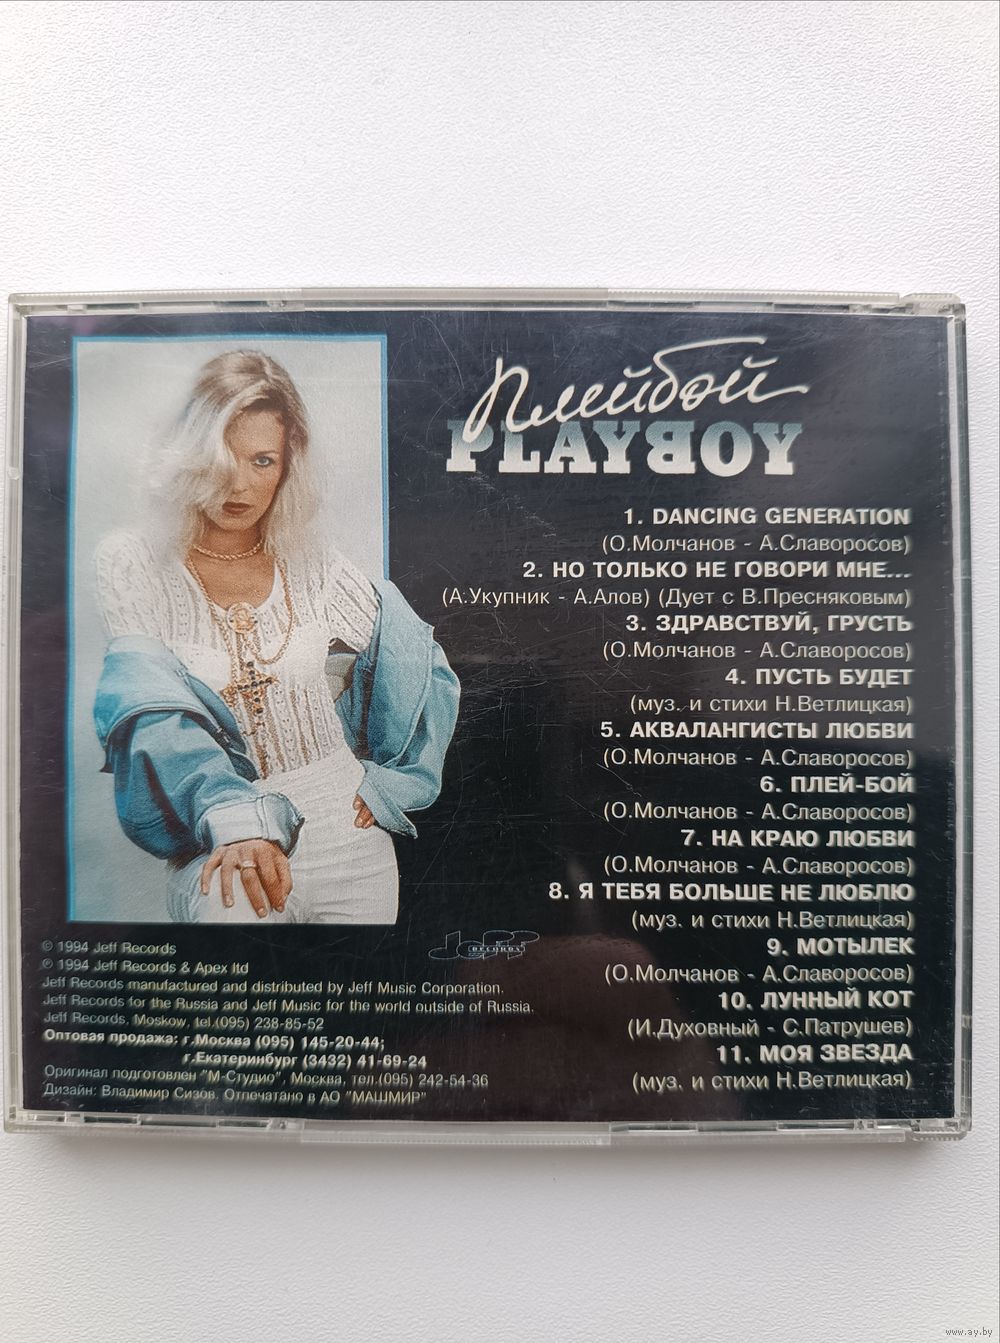 Плейбой
PLAYBOY
1. DANCING GENERATION
(О.Молчанов - А.Славоросов)
2. НО ТОЛЬКО НЕ ГОВОРИ МНЕ...
(А.Укупник - А.Алов) (Дует с В.Пресняковым)
3. ЗДРАВСТВУЙ, ГРУСТЬ
(О.Молчанов - А.Славоросов)
4. ПУСТЬ БУДЕТ
(муз. и стихи Н.Ветлицкая)
5. АКВАЛАНГИСТЫ ЛЮБВИ
(О.Молчанов - А.Славоросов)
6. ПЛЕЙ-БОЙ
(О.Молчанов - А.Славоросов)
7. НА КРАЮ ЛЮБВИ
(О.Молчанов - А.Славоросов)
8. Я ТЕБЯ БОЛЬШЕ НЕ ЛЮБЛЮ
(муз. и стихи Н.Ветлицкая)
9. МОТЫЛЕК
(О.Молчанов - А.Славоросов)
10. ЛУННЫЙ КОТ
(И.Духовный - С.Патрушев)
11. МОЯ ЗВЕЗДА
(муз. и стихи Н.Ветлицкая)
Jeff
RECORDS
© 1994 Jeff Records
℗ 1994 Jeff Records & Apex ltd
Jeff Records manufactured and distributed by Jeff Music Corporation.
Jeff Records for the Russia and Jeff Music for the world outside of Russia.
Jeff Records, Moskow, tel.(095) 238-85-52
Оптовая продажа: г.Москва (095) 145-20-44;
г.Екатеринбург (3432) 41-69-24
Оригинал подготовлен "М-Студио", Москва, тел.(095) 242-54-36
Дизайн: Владимир Сизов. Отпечатано в АО "МАШМИР"
www.ay.by